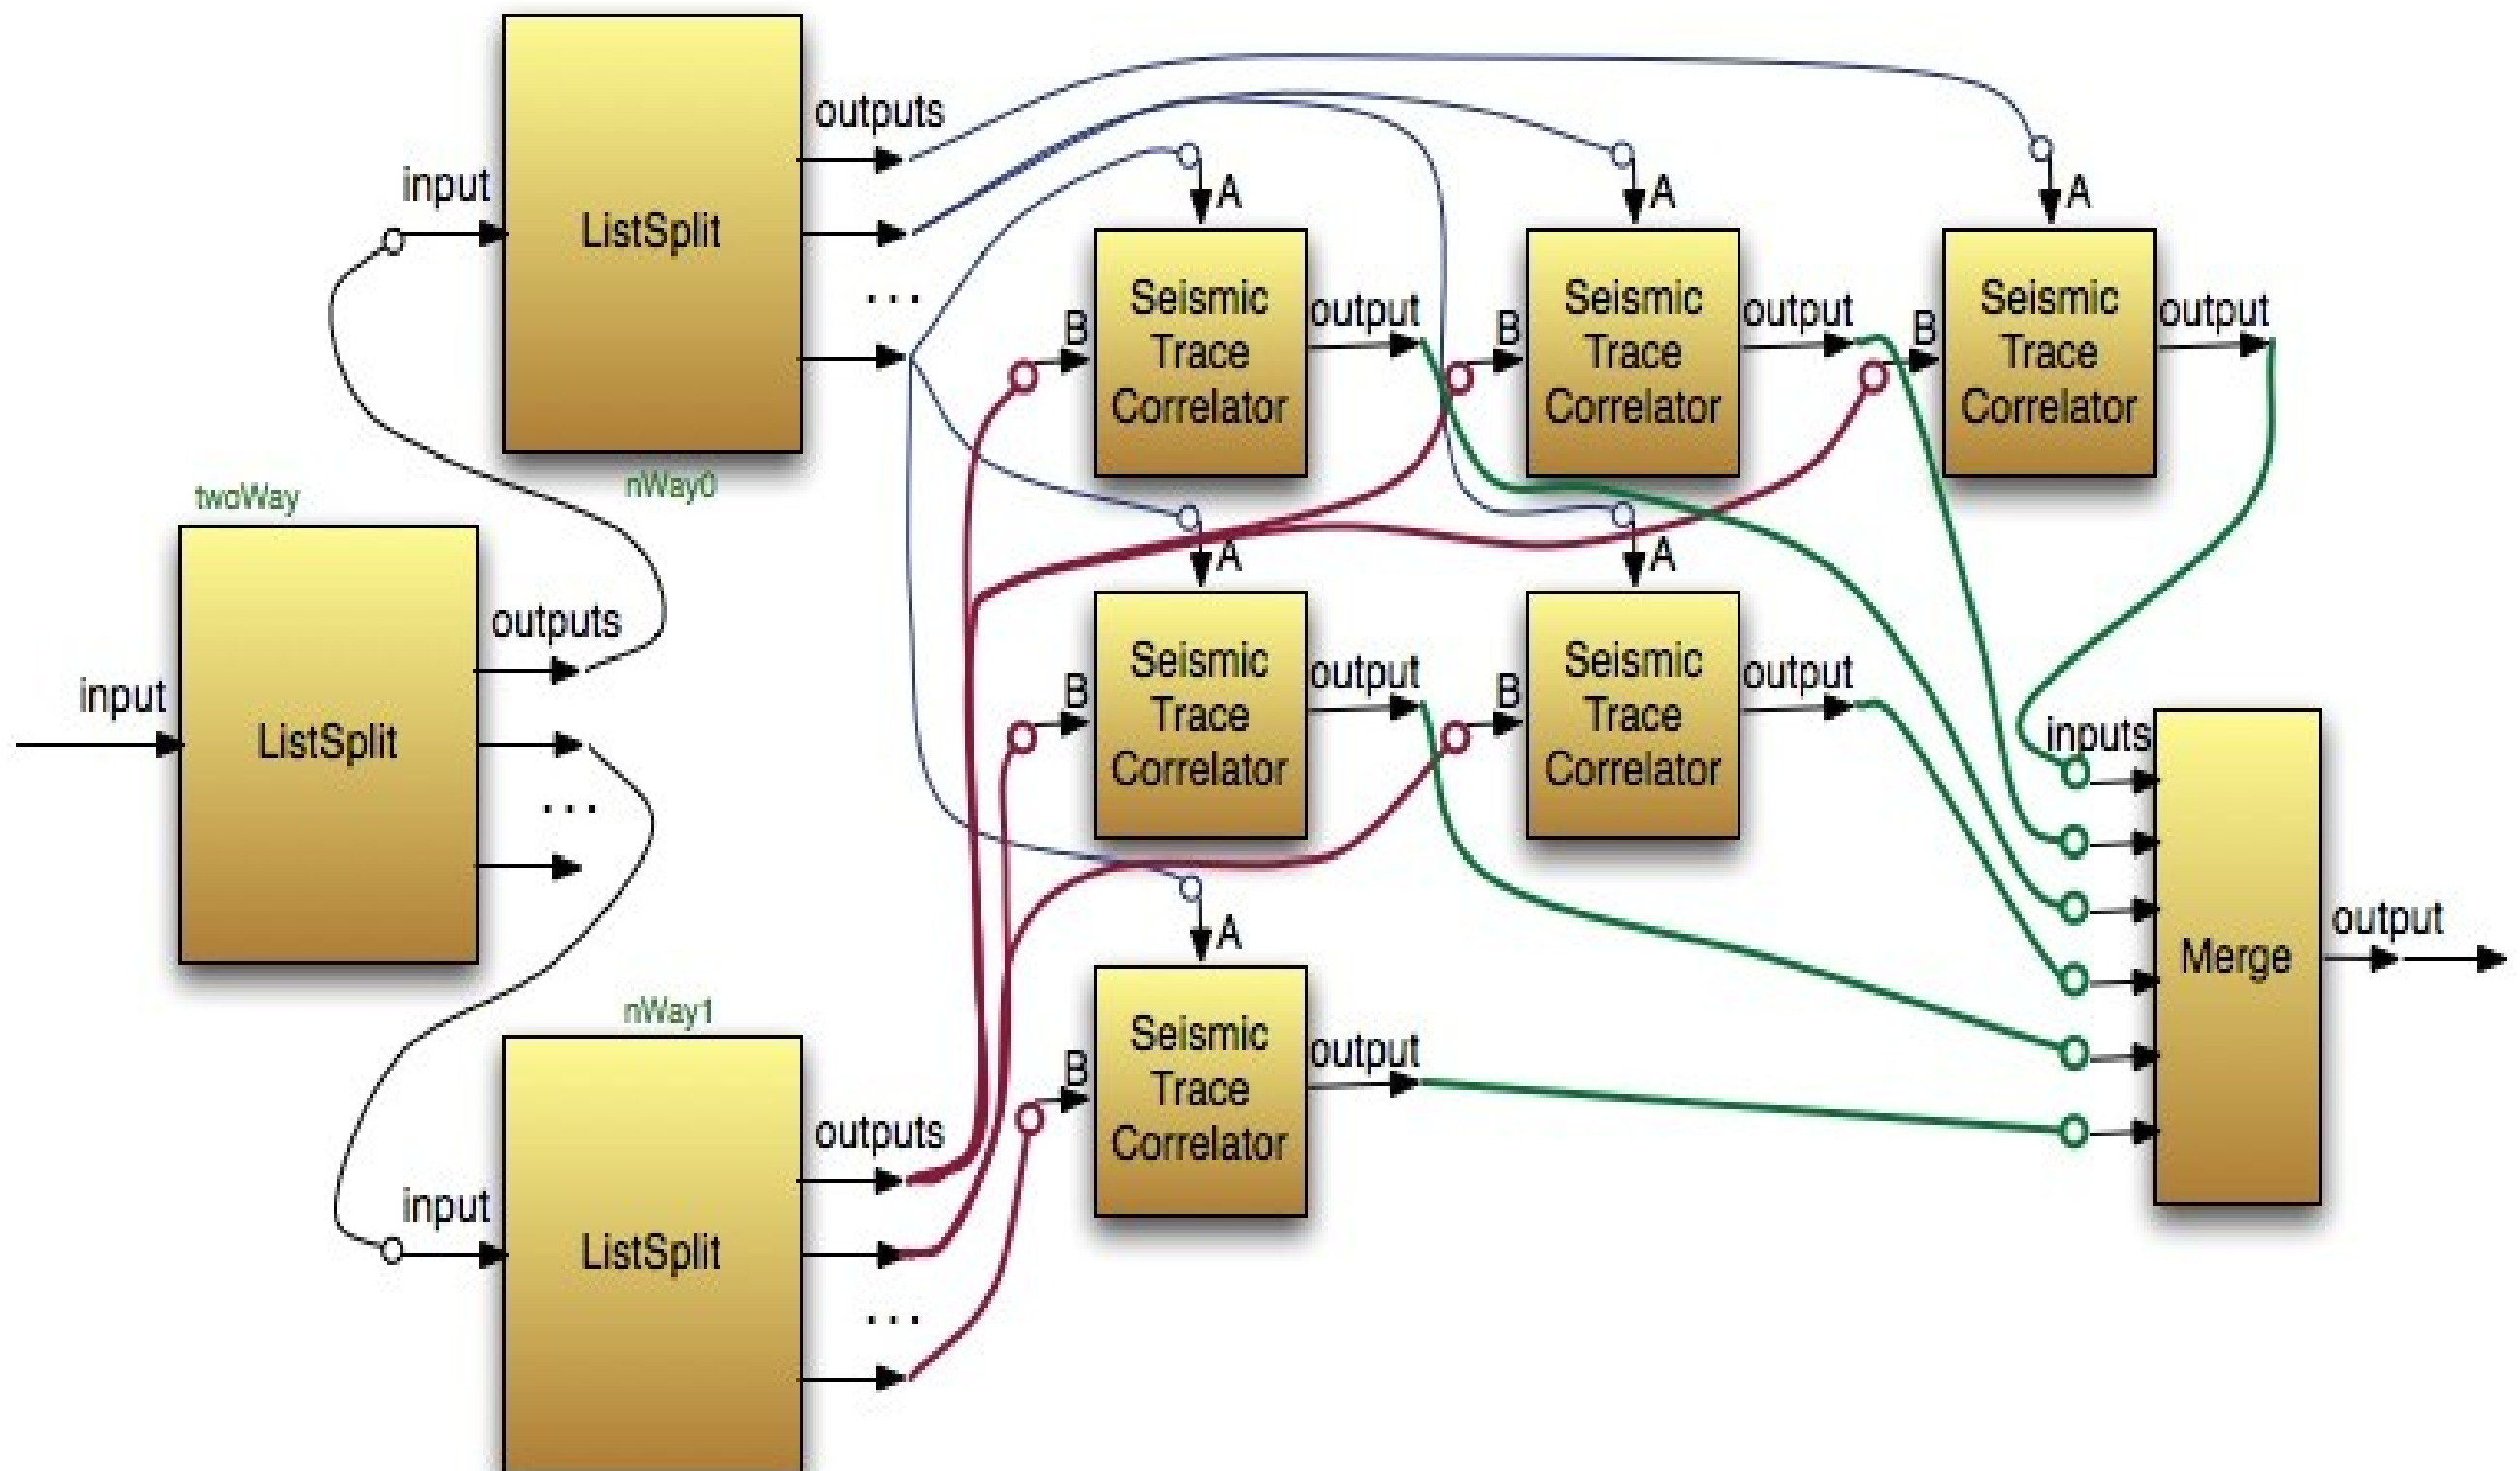 outputs
input
ListSplit
...
nWay0
A
A
A
B
Seismic
Trace
Correlator
output
B
Seismic
Trace
Correlator
output
B
Seismic
Trace
Correlator
output
twoWay
input
ListSplit
outputs
...
A
A
B
Seismic
Trace
Correlator
output
B
Seismic
Trace
Correlator
output
A
B
Seismic
Trace
Correlator
output
inputs
Merge
output
nWay1
outputs
input
ListSplit
...